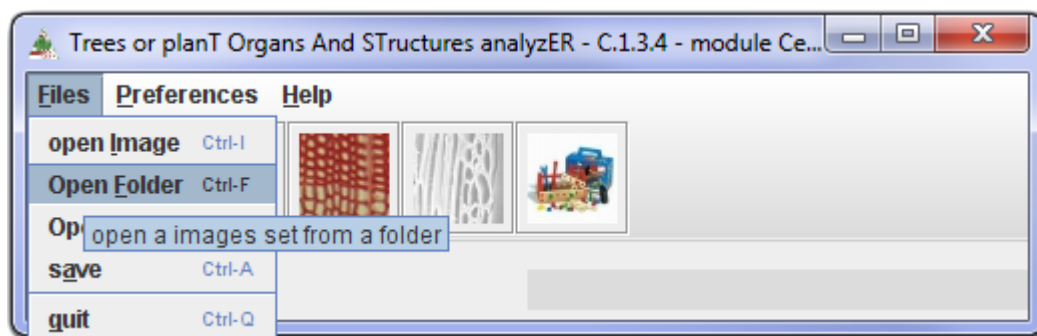 Trees or planT Organs And STructures analyzER - C.1.3.4 - module Ce...
Files Preferences Help
open Image Ctrl-I
Open Folder Ctrl-F
open a images set from a folder
save Ctrl-A
quit Ctrl-Q